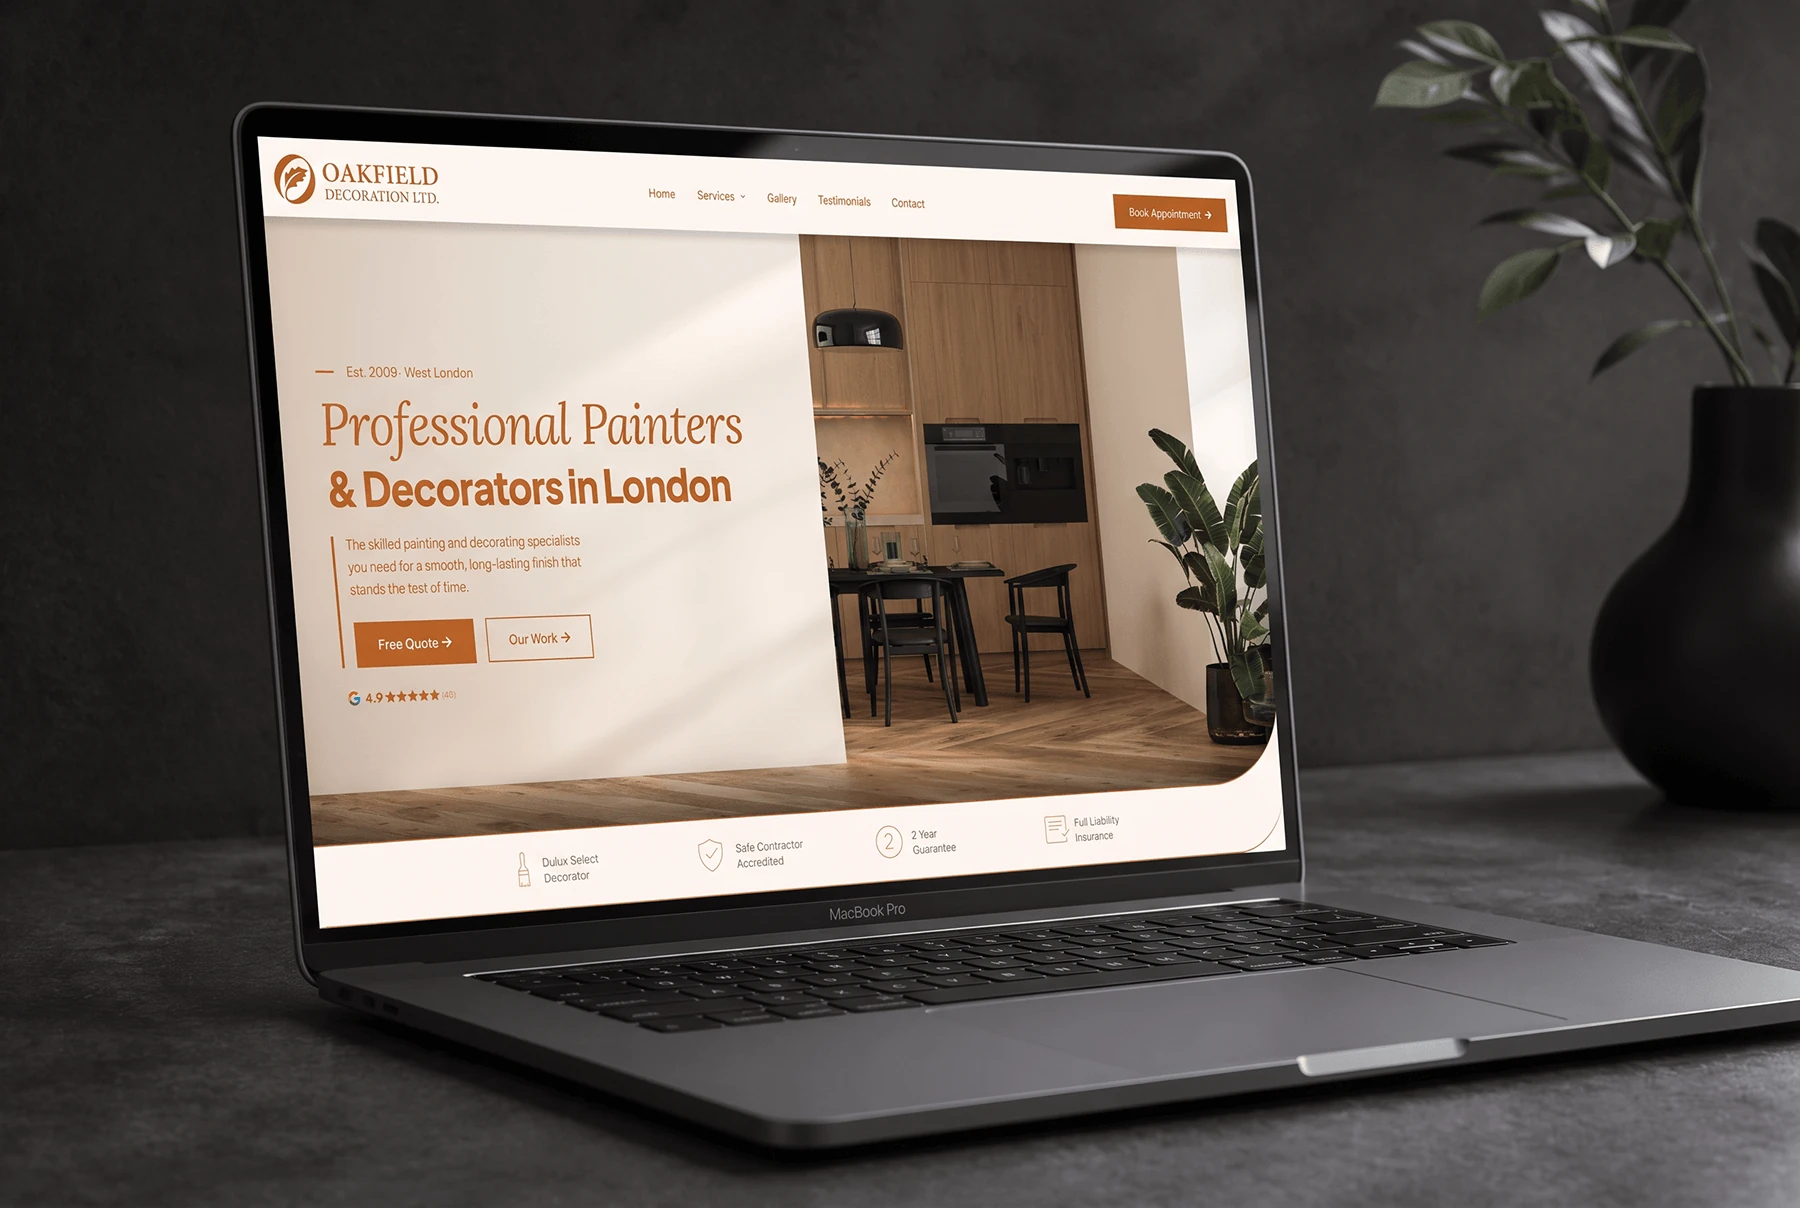 OAKFIELD
DECORATION LTD.
Home
Services
Gallery
Testimonials
Contact
Book Appointment →
Est. 2009 · West London
Professional Painters
& Decorators in London
The skilled painting and decorating specialists
you need for a smooth, long-lasting finish that
stands the test of time.
Free Quote →
Our Work →
G 4.9 ★★★★★ (45)
Dulux Select
Decorator
Safe Contractor
Accredited
2
2 Year
Guarantee
Full Liability
Insurance
MacBook Pro